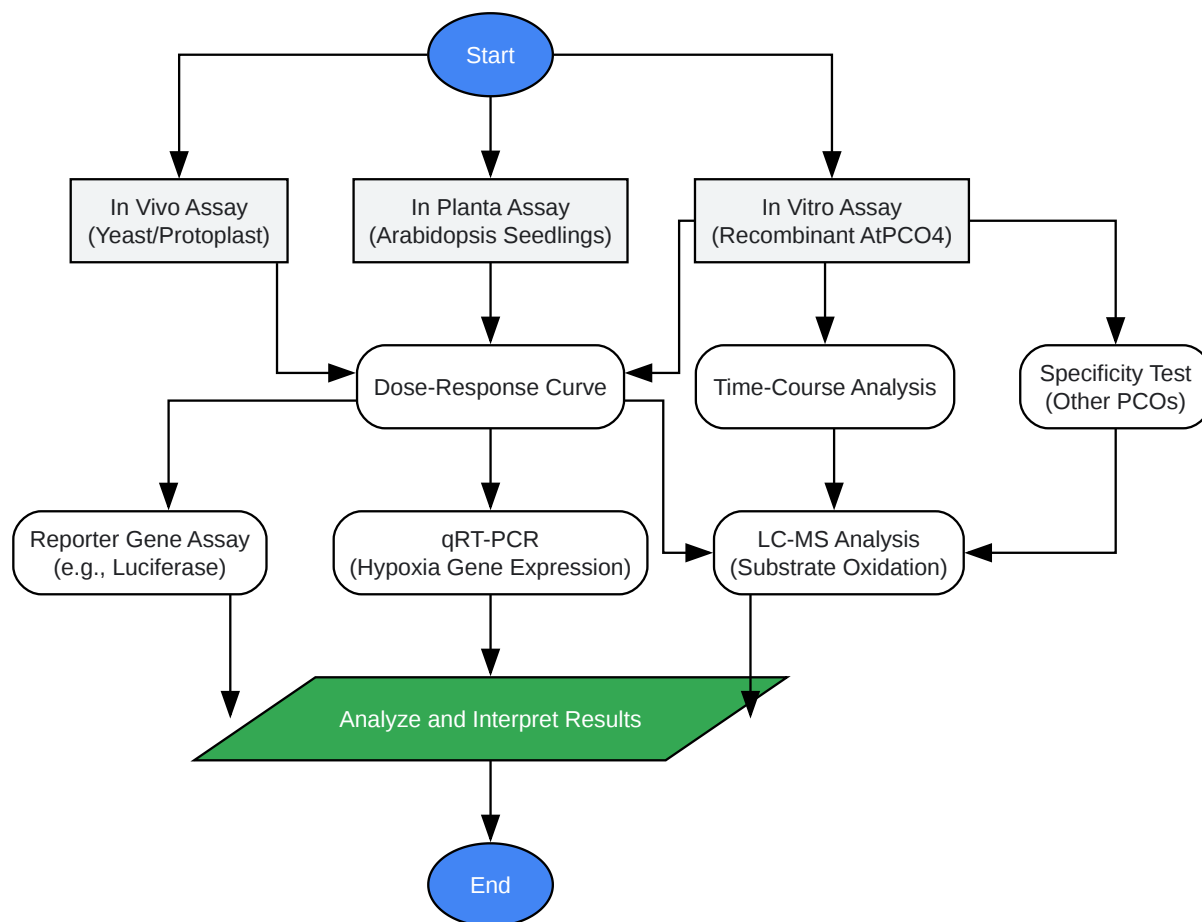 Start
In Vivo Assay
(Yeast/Protoplast)
In Planta Assay
(Arabidopsis Seedlings)
In Vitro Assay
(Recombinant AtPCO4)
Dose-Response Curve
Time-Course Analysis
Specificity Test
(Other PCOs)
Reporter Gene Assay
(e.g., Luciferase)
qRT-PCR
(Hypoxia Gene Expression)
LC-MS Analysis
(Substrate Oxidation)
Analyze and Interpret Results
End